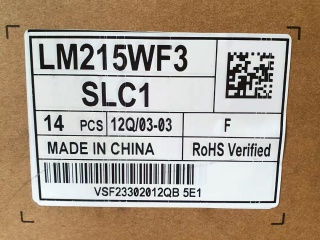 LM215WF3
SLC1
14 PCS 12Q/03-03 F
MADE IN CHINA RoHS Verified
VSF23302012QB 5E1